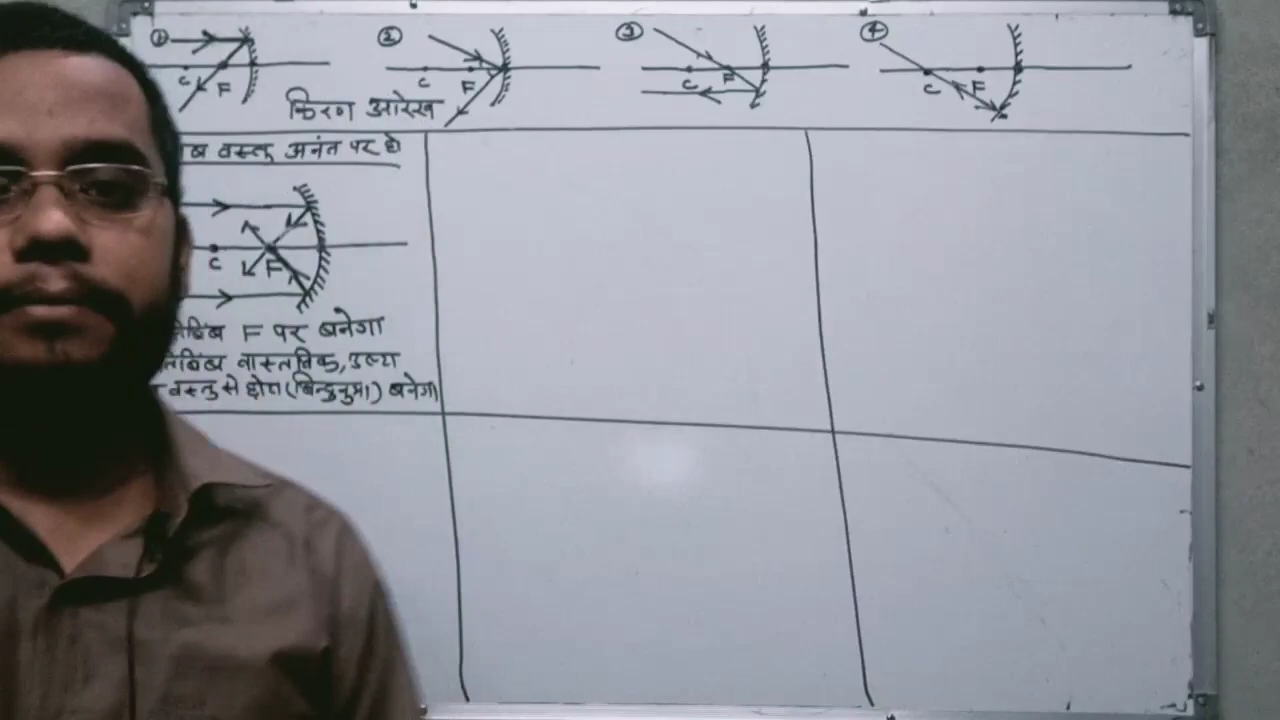 ① ② ③ ④
C F C F C F C F
किरण आरेख
वस्तु अनंत पर हो
C F
F पर बनेगा
वास्तविक, उल्टा
वस्तु से छोटा (बिन्दुनुमा) बनेगा